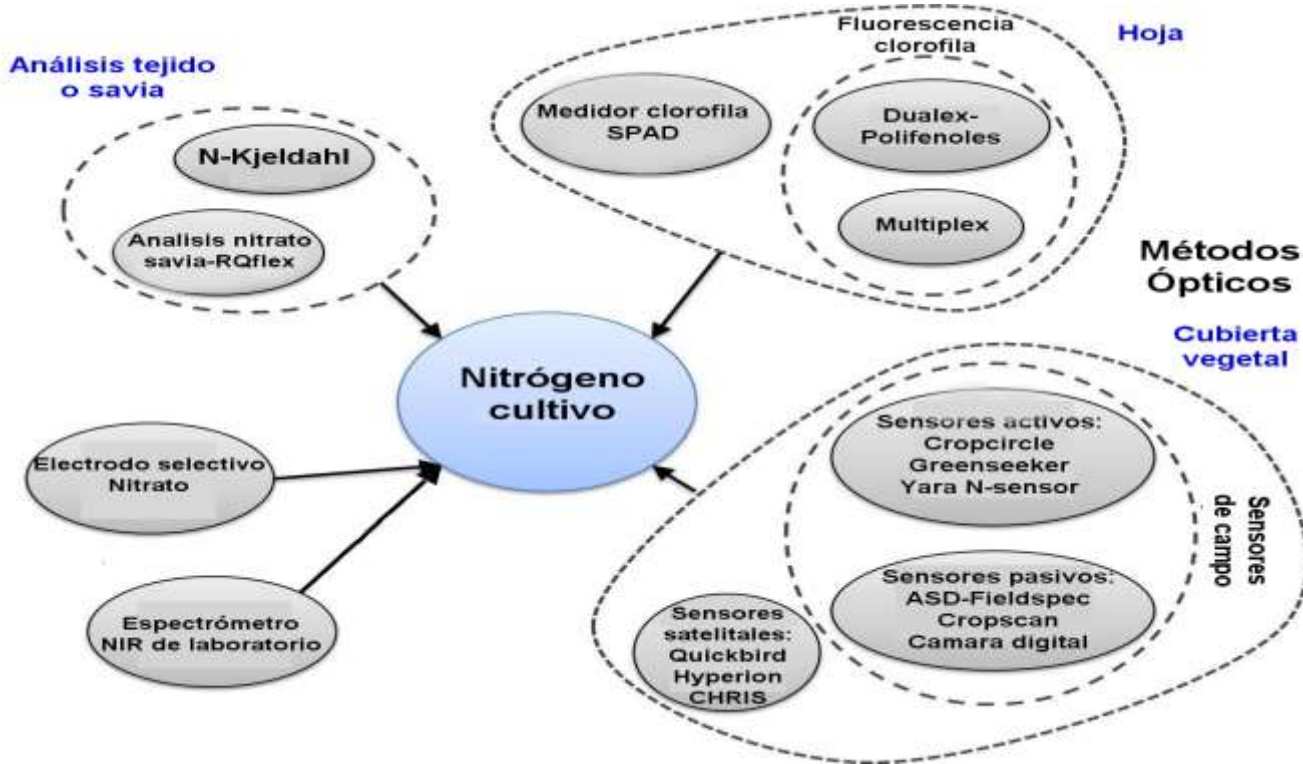 Análisis tejido
o savia
N-Kjeldahl
Analisis nitrato
savia-RQflex
Fluorescencia
clorofila
Hoja
Medidor clorofila
SPAD
Dualex-
Polifenoles
Multiplex
Métodos
Ópticos
Nitrógeno
cultivo
Electrodo selectivo
Nitrato
Espectrómetro
NIR de laboratorio
Cubierta
vegetal
Sensores activos:
Cropcircle
Greenseeker
Yara N-sensor
Sensores pasivos:
ASD-Fieldspec
Cropscan
Camara digital
Sensores
de campo
Sensores
satelitales:
Quickbird
Hyperion
CHRIS